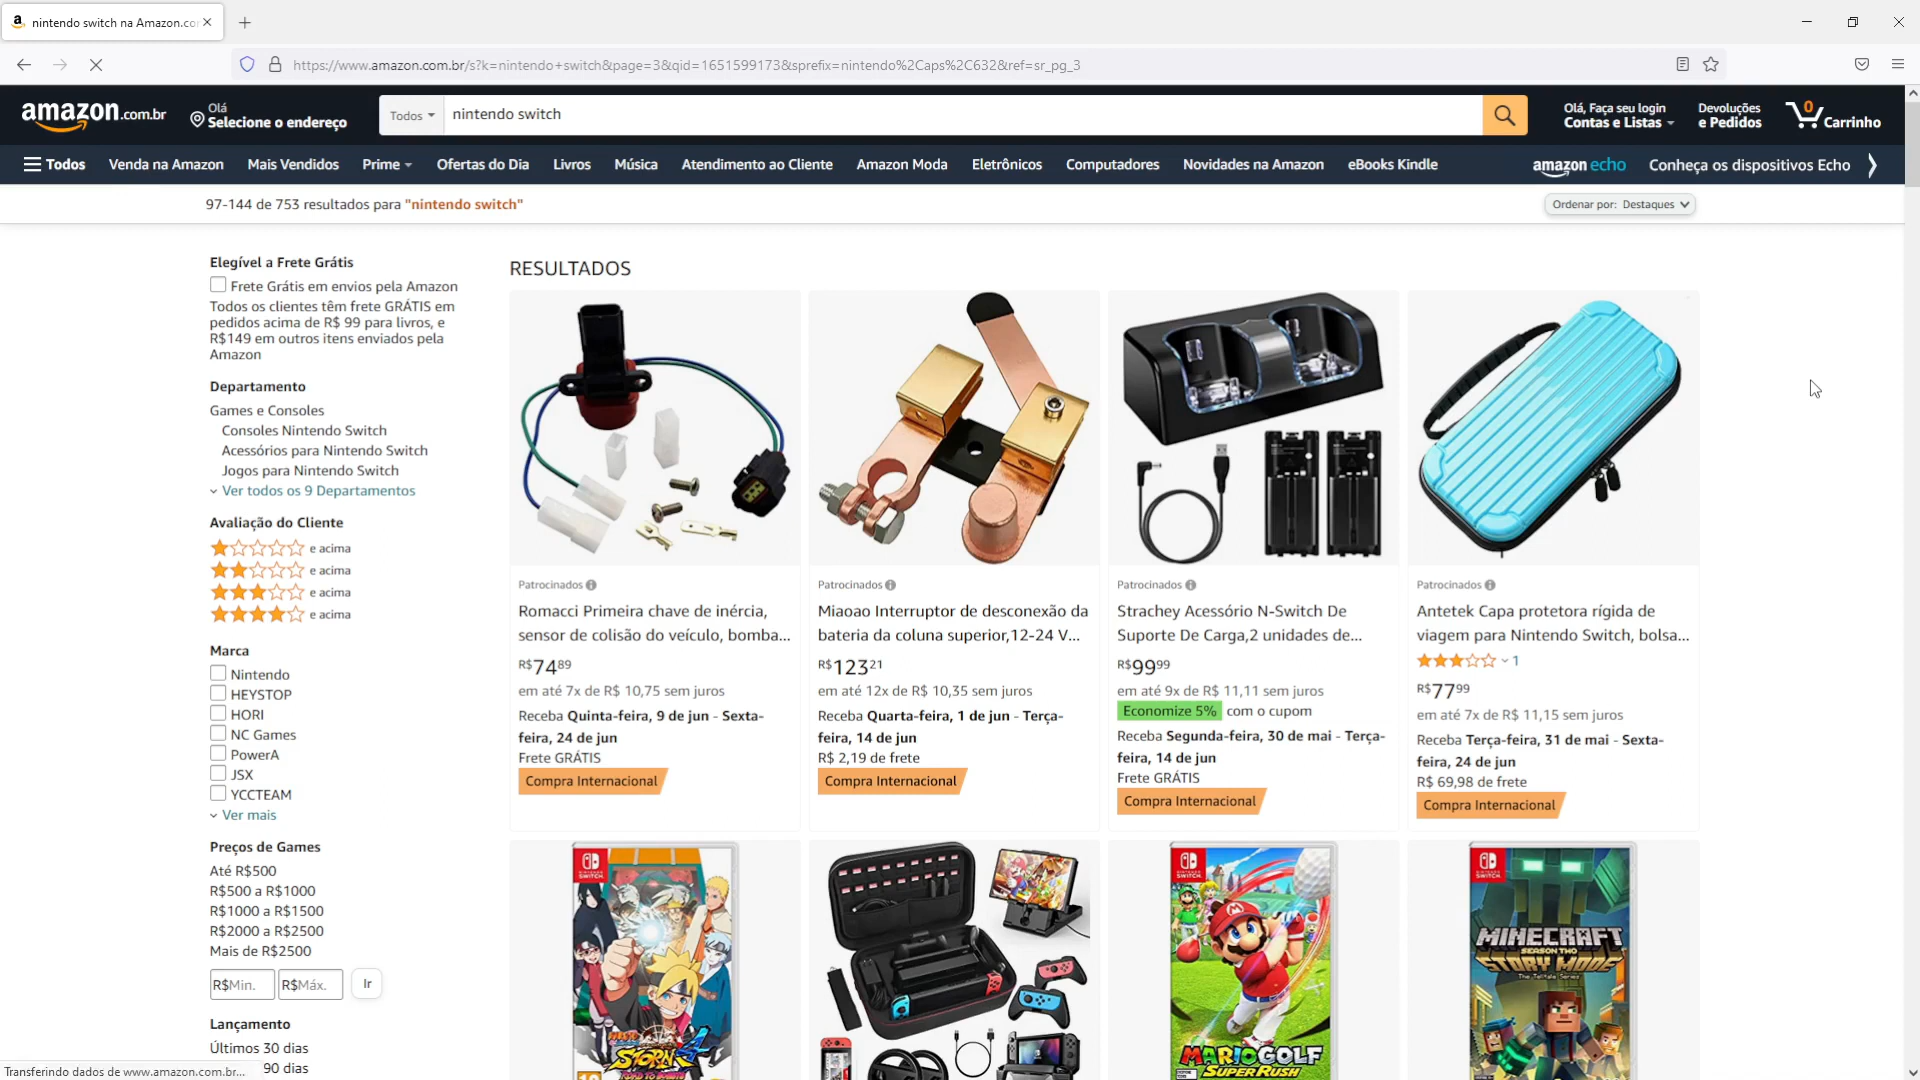 nintendo switch na Amazon.co
https://www.amazon.com.br/s?k=nintendo+switch&page=3&qid=1651599173&sprefix=nintendo%2Caps%2C632&ref=sr_pg_3
amazon.com.br
Olá
Selecione o endereço
Todos
nintendo switch
Olá, Faça seu login
Contas e Listas
Devoluções
e Pedidos
0
Carrinho
Todos
Venda na Amazon
Mais Vendidos
Prime
Ofertas do Dia
Livros
Música
Atendimento ao Cliente
Amazon Moda
Eletrônicos
Computadores
Novidades na Amazon
eBooks Kindle
amazon echo
Conheça os dispositivos Echo
97-144 de 753 resultados para "nintendo switch"
Ordenar por: Destaques
Elegível a Frete Grátis
Frete Grátis em envios pela Amazon
Todos os clientes têm frete GRÁTIS em
pedidos acima de R$ 99 para livros, e
R$149 em outros itens enviados pela
Amazon
Departamento
Games e Consoles
Consoles Nintendo Switch
Acessórios para Nintendo Switch
Jogos para Nintendo Switch
Ver todos os 9 Departamentos
Avaliação do Cliente
e acima
e acima
e acima
e acima
Marca
Nintendo
HEYSTOP
HORI
NC Games
PowerA
JSX
YCCTEAM
Ver mais
Preços de Games
Até R$500
R$500 a R$1000
R$1000 a R$1500
R$2000 a R$2500
Mais de R$2500
R$Min.
R$Máx.
Ir
Lançamento
Últimos 30 dias
90 dias
RESULTADOS
Patrocinados
Romacci Primeira chave de inércia,
sensor de colisão do veículo, bomba...
R$74 89
em até 7x de R$ 10,75 sem juros
Receba Quinta-feira, 9 de jun - Sexta-
feira, 24 de jun
Frete GRÁTIS
Compra Internacional
Patrocinados
Miaoao Interruptor de desconexão da
bateria da coluna superior,12-24 V...
R$123 21
em até 12x de R$ 10,35 sem juros
Receba Quarta-feira, 1 de jun - Terça-
feira, 14 de jun
R$ 2,19 de frete
Compra Internacional
Patrocinados
Strachey Acessório N-Switch De
Suporte De Carga,2 unidades de...
R$99 99
em até 9x de R$ 11,11 sem juros
Economize 5% com o cupom
Receba Segunda-feira, 30 de mai - Terça-
feira, 14 de jun
Frete GRÁTIS
Compra Internacional
Patrocinados
Antetek Capa protetora rígida de
viagem para Nintendo Switch, bolsa...
1
R$77 99
em até 7x de R$ 11,15 sem juros
Receba Terça-feira, 31 de mai - Sexta-
feira, 24 de jun
R$ 69,98 de frete
Compra Internacional
NINTENDO
SWITCH
STORM 4
NINTENDO
SWITCH
MARIO GOLF
SUPER RUSH
NINTENDO
SWITCH
MINECRAFT
SEASON TWO
STORY MODE
The Telltale Series
Transferindo dados de www.amazon.com.br...